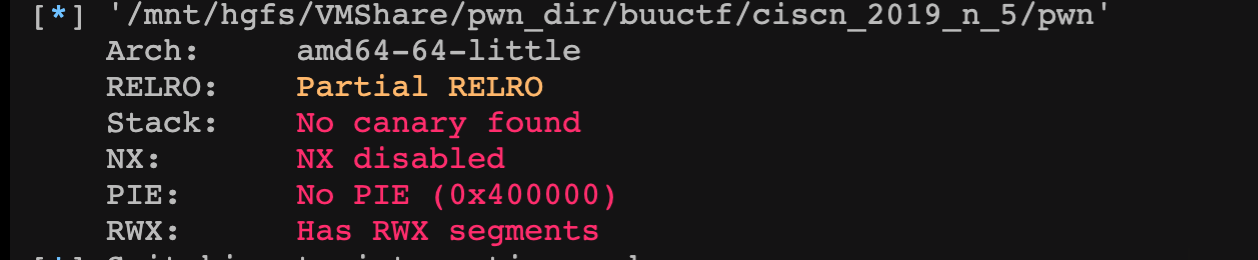 [*] '/mnt/hgfs/VMShare/pwn_dir/buuctf/ciscn_2019_n_5/pwn'
Arch: amd64-64-little
RELRO: Partial RELRO
Stack: No canary found
NX: NX disabled
PIE: No PIE (0x400000)
RWX: Has RWX segments